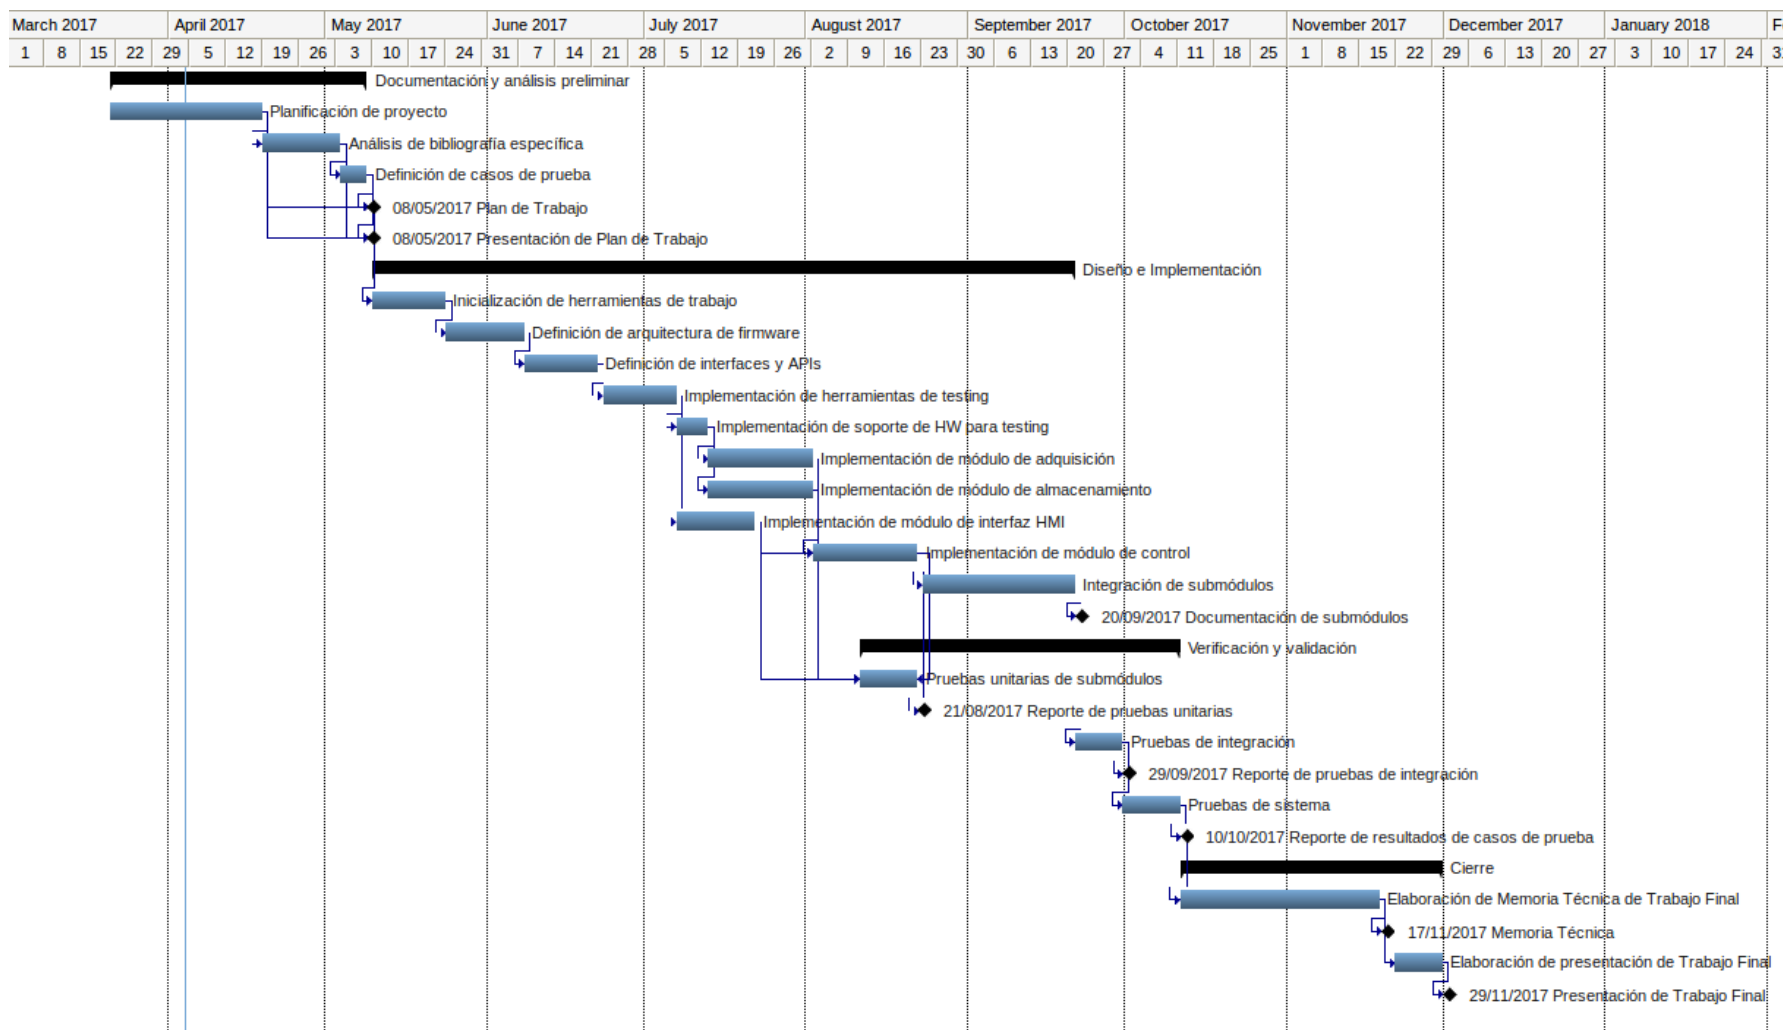 March 2017 April 2017 May 2017 June 2017 July 2017 August 2017 September 2017 October 2017 November 2017 December 2017 January 2018 F
1 8 15 22 29 5 12 19 26 3 10 17 24 31 7 14 21 28 5 12 19 26 2 9 16 23 30 6 13 20 27 4 11 18 25 1 8 15 22 29 6 13 20 27 3 10 17 24 31
Documentación y análisis preliminar
Planificación de proyecto
Análisis de bibliografía específica
Definición de casos de prueba
08/05/2017 Plan de Trabajo
08/05/2017 Presentación de Plan de Trabajo
Diseño e Implementación
Inicialización de herramientas de trabajo
Definición de arquitectura de firmware
Definición de interfaces y APIs
Implementación de herramientas de testing
Implementación de soporte de HW para testing
Implementación de módulo de adquisición
Implementación de módulo de almacenamiento
Implementación de módulo de interfaz HMI
Implementación de módulo de control
Integración de submódulos
20/09/2017 Documentación de submódulos
Verificación y validación
Pruebas unitarias de submódulos
21/08/2017 Reporte de pruebas unitarias
Pruebas de integración
29/09/2017 Reporte de pruebas de integración
Pruebas de sistema
10/10/2017 Reporte de resultados de casos de prueba
Cierre
Elaboración de Memoria Técnica de Trabajo Final
17/11/2017 Memoria Técnica
Elaboración de presentación de Trabajo Final
29/11/2017 Presentación de Trabajo Final